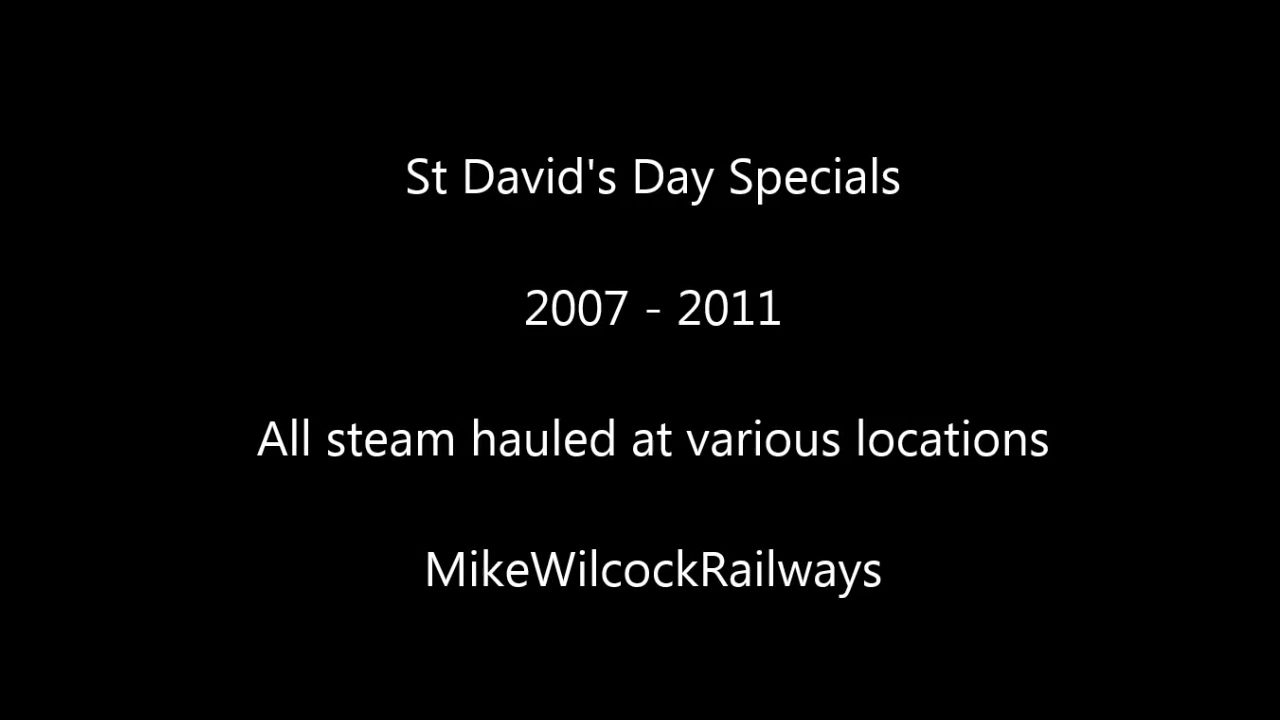 St David's Day Specials
2007 - 2011
All steam hauled at various locations
MikeWilcockRailways